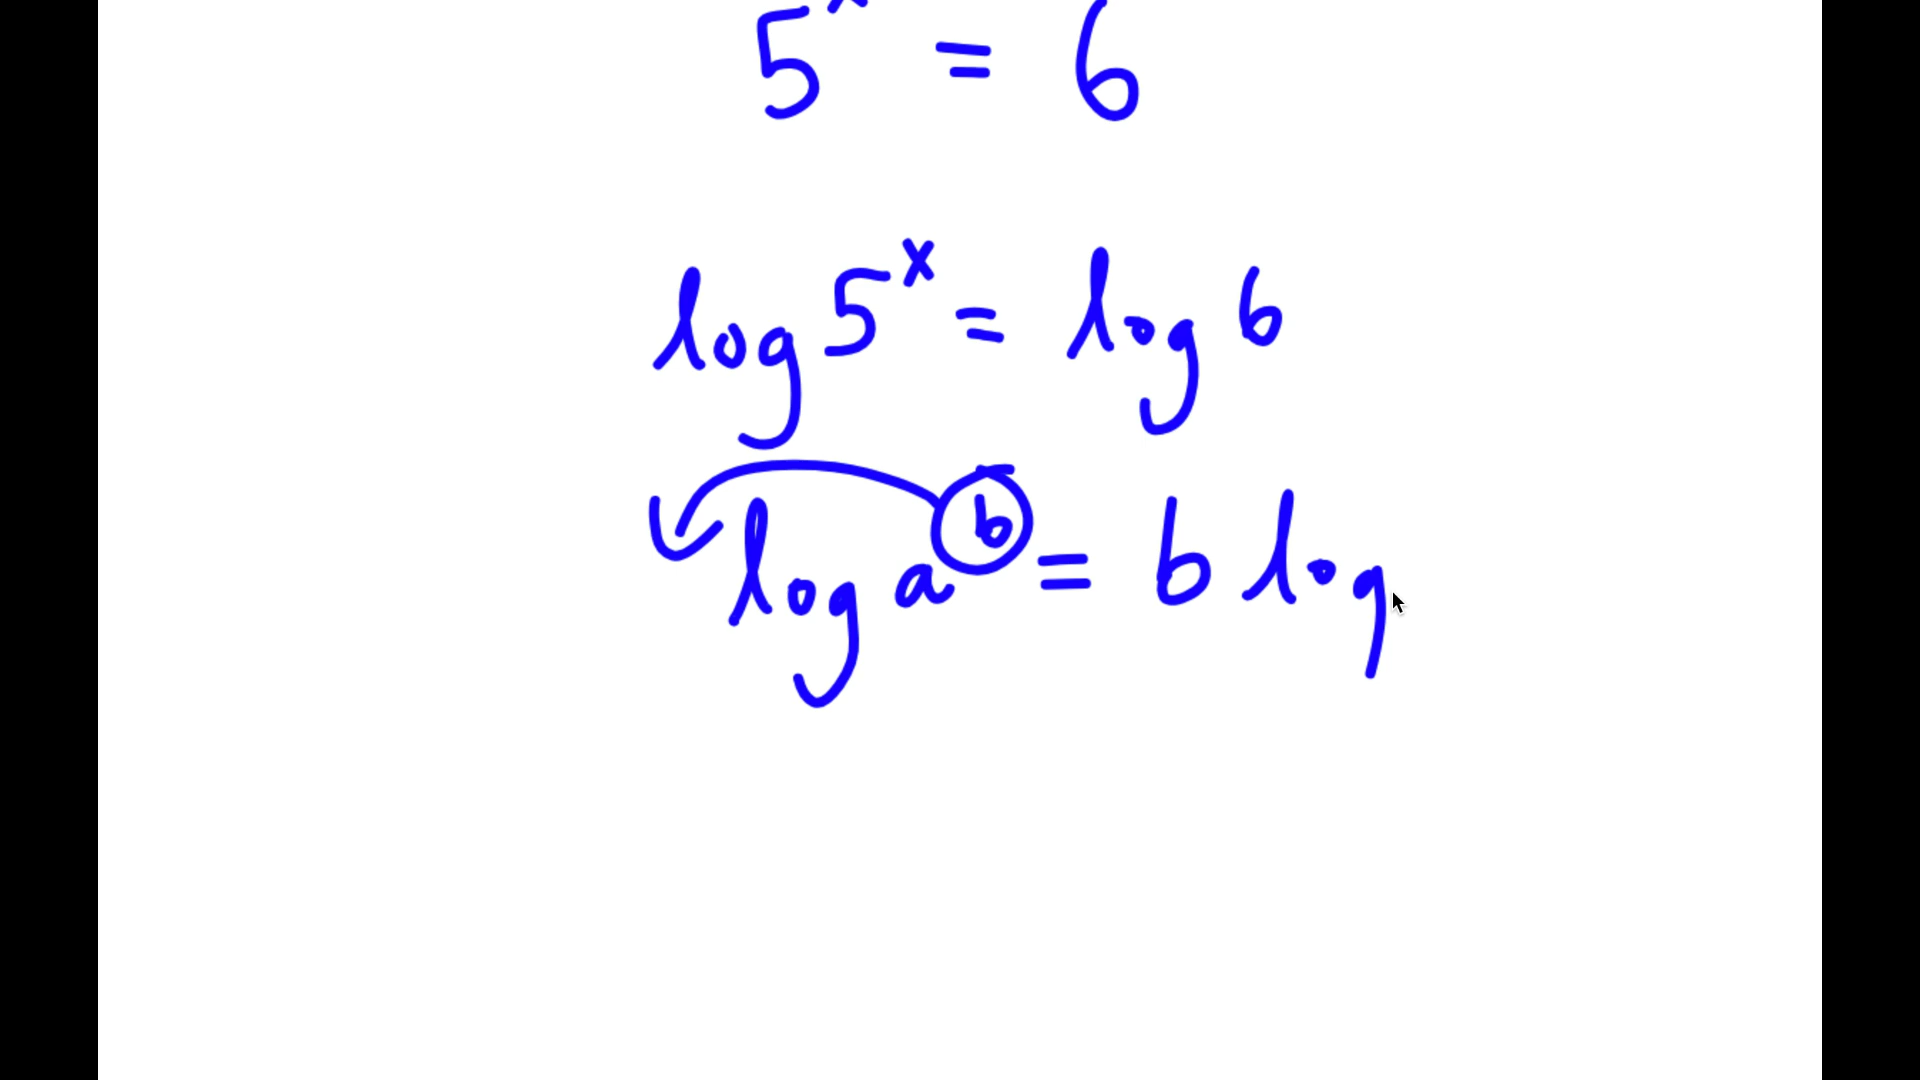 5^x = 6
log 5^x = log 6
log a^b = b log